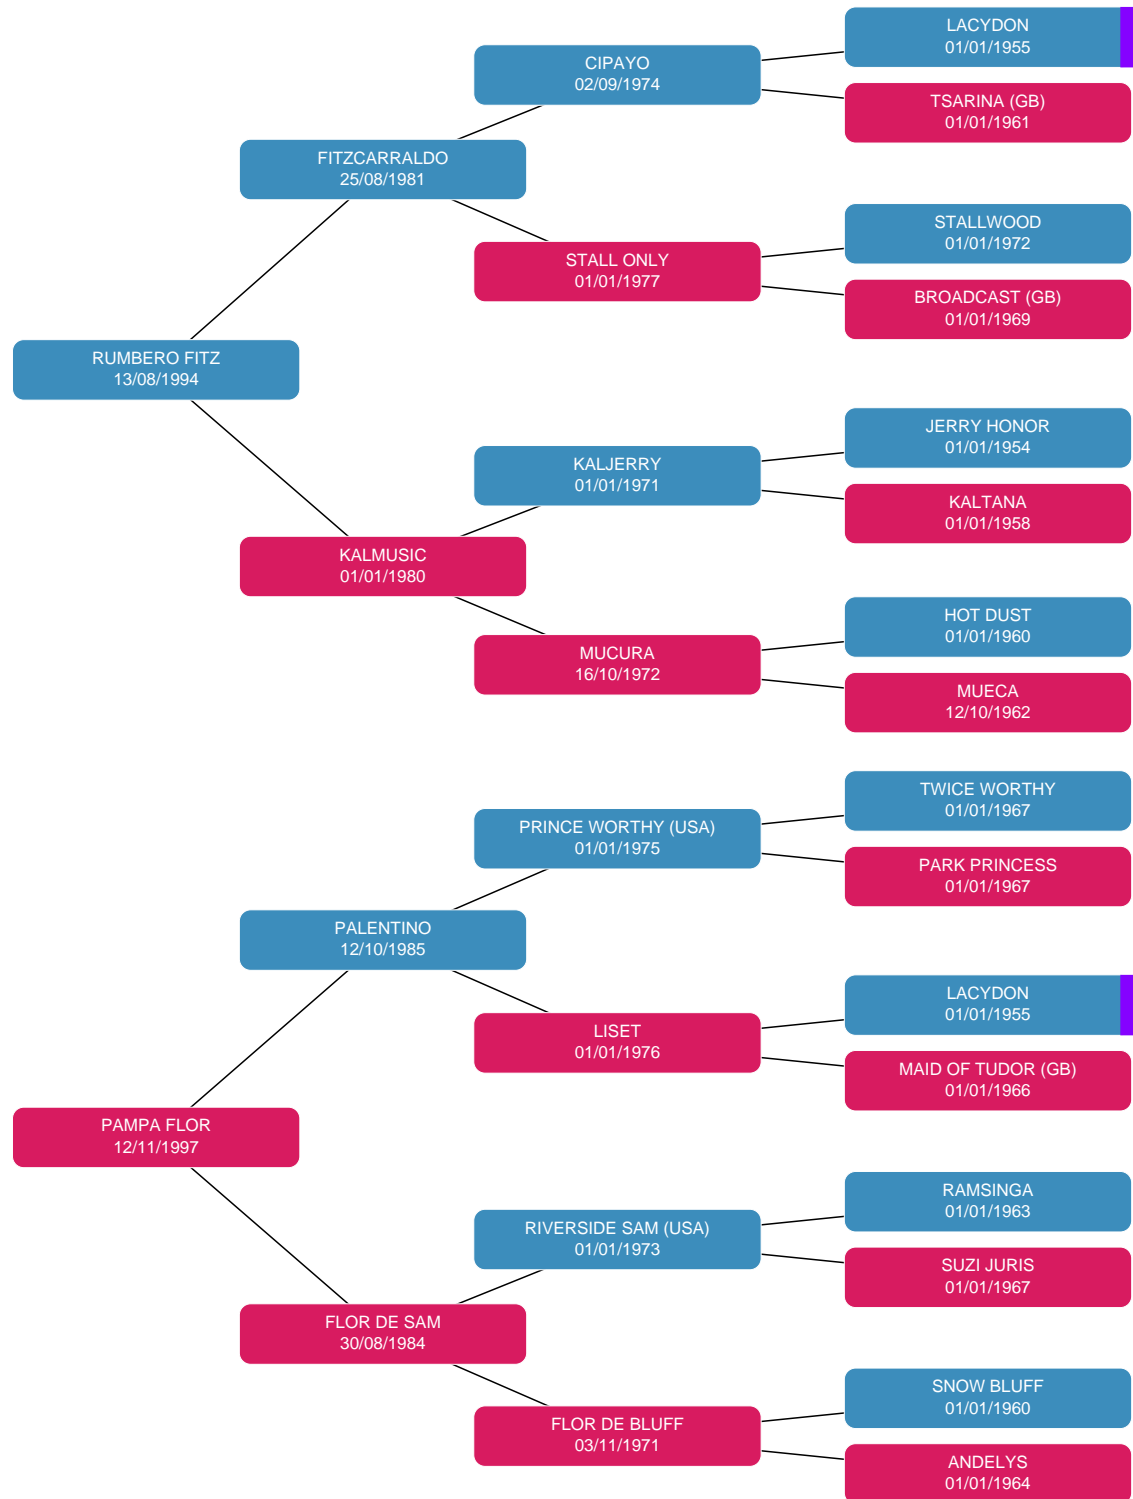 LACYDON
01/01/1955
CIPAYO
02/09/1974
TSARINA (GB)
01/01/1961
FITZCARRALDO
25/08/1981
STALLWOOD
01/01/1972
STALL ONLY
01/01/1977
BROADCAST (GB)
01/01/1969
RUMBERO FITZ
13/08/1994
JERRY HONOR
01/01/1954
KALJERRY
01/01/1971
KALTANA
01/01/1958
KALMUSIC
01/01/1980
HOT DUST
01/01/1960
MUCURA
16/10/1972
MUECA
12/10/1962
TWICE WORTHY
01/01/1967
PRINCE WORTHY (USA)
01/01/1975
PARK PRINCESS
01/01/1967
PALENTINO
12/10/1985
LACYDON
01/01/1955
LISET
01/01/1976
MAID OF TUDOR (GB)
01/01/1966
PAMPA FLOR
12/11/1997
RAMSINGA
01/01/1963
RIVERSIDE SAM (USA)
01/01/1973
SUZI JURIS
01/01/1967
FLOR DE SAM
30/08/1984
SNOW BLUFF
01/01/1960
FLOR DE BLUFF
03/11/1971
ANDELYS
01/01/1964